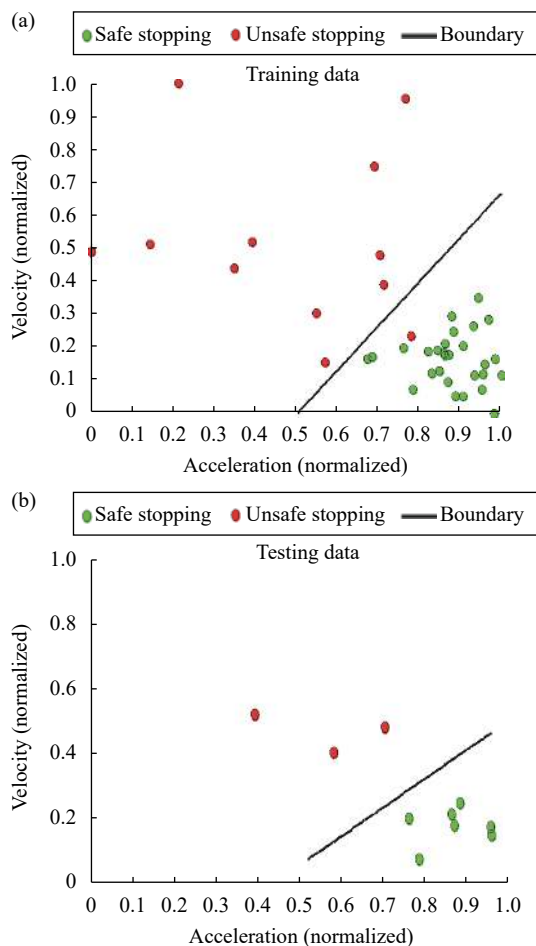 (a)
Safe stopping Unsafe stopping Boundary
Training data
1.0
0.9
0.8
0.7
0.6
0.5
0.4
0.3
0.2
0.1
0
Velocity (normalized)
0 0.1 0.2 0.3 0.4 0.5 0.6 0.7 0.8 0.9 1.0
Acceleration (normalized)
(b)
Safe stopping Unsafe stopping Boundary
Testing data
1.0
0.8
0.6
0.4
0.2
0
Velocity (normalized)
0 0.1 0.2 0.3 0.4 0.5 0.6 0.7 0.8 0.9 1.0
Acceleration (normalized)